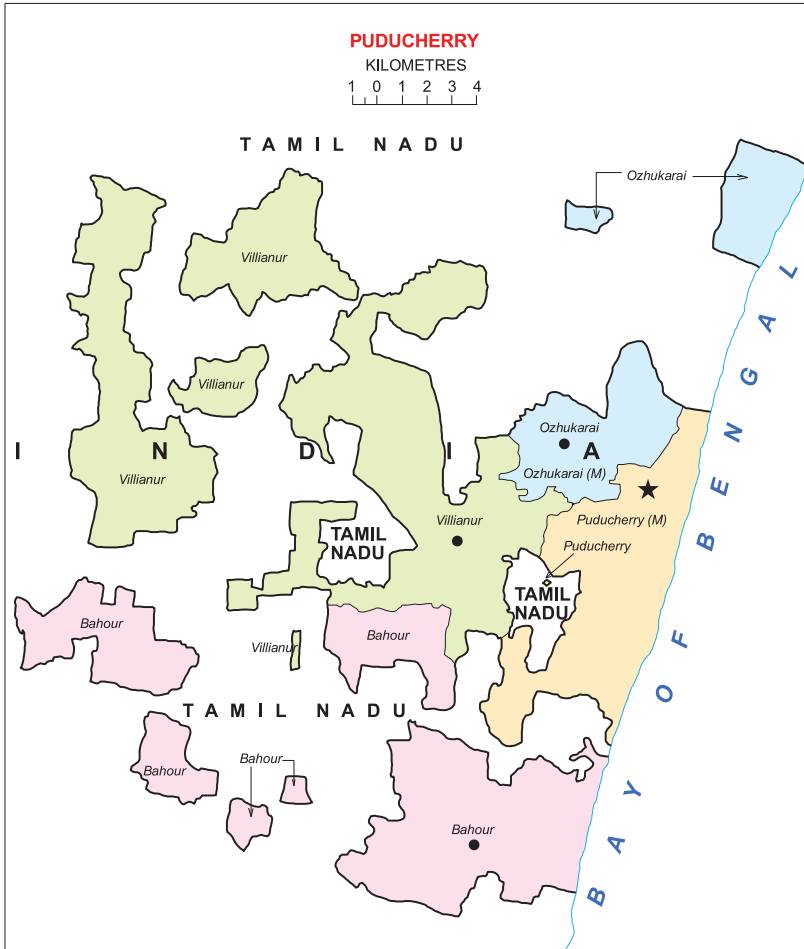 PUDUCHERRY
KILOMETRES
1 0 1 2 3 4
TAMIL NADU
Ozhukarai
Villianur
BAY OF BENGAL
Villianur
Ozhukarai
INDIA
Villianur
Ozhukarai (M)
Villianur
Puducherry (M)
TAMIL
NADU
Puducherry
TAMIL
NADU
Bahour
Bahour
Villianur
TAMIL NADU
Bahour
Bahour
Bahour